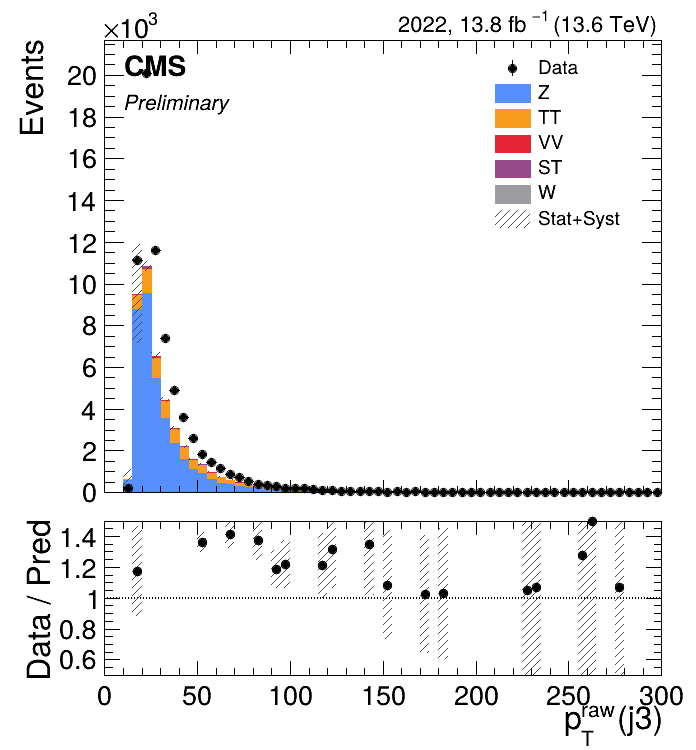 ×10³
2022, 13.8 fb⁻¹ (13.6 TeV)
Events
CMS
Preliminary
Data
Z
TT
VV
ST
W
Stat+Syst
20
18
16
14
12
10
8
6
4
2
0
Data / Pred
1.4
1.2
1
0.8
0.6
0 50 100 150 200 250 300
p_T^raw (j3)